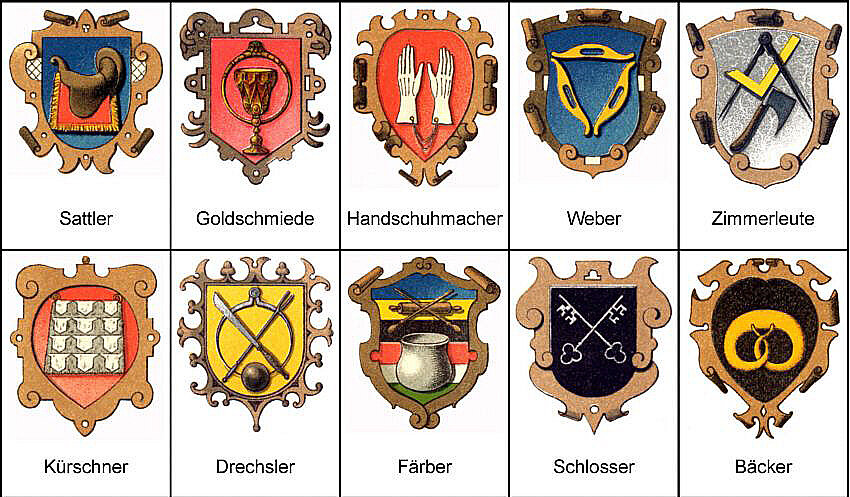 Sattler
Goldschmiede
Handschuhmacher
Weber
Zimmerleute
Kürschner
Drechsler
Färber
Schlosser
Bäcker